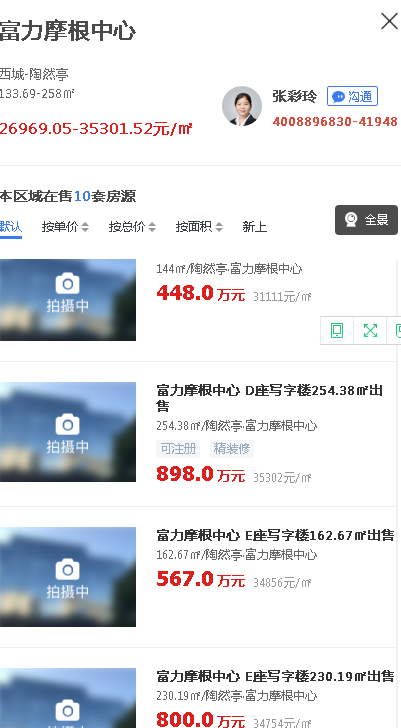 富力摩根中心
西城-陶然亭
133.69-258㎡
26969.05-35301.52元/㎡
张彩玲 沟通
4008896830-41948
本区域在售10套房源
默认 按单价 按总价 按面积 新上
全景
拍摄中
144㎡/陶然亭·富力摩根中心
448.0万元 31111元/㎡
拍摄中
富力摩根中心 D座写字楼254.38㎡出
售
254.38㎡/陶然亭·富力摩根中心
可注册 精装修
898.0万元 35302元/㎡
拍摄中
富力摩根中心 E座写字楼162.67㎡出售
162.67㎡/陶然亭·富力摩根中心
567.0万元 34856元/㎡
拍摄中
富力摩根中心 E座写字楼230.19㎡出售
230.19㎡/陶然亭·富力摩根中心
800.0万元 34754元/㎡